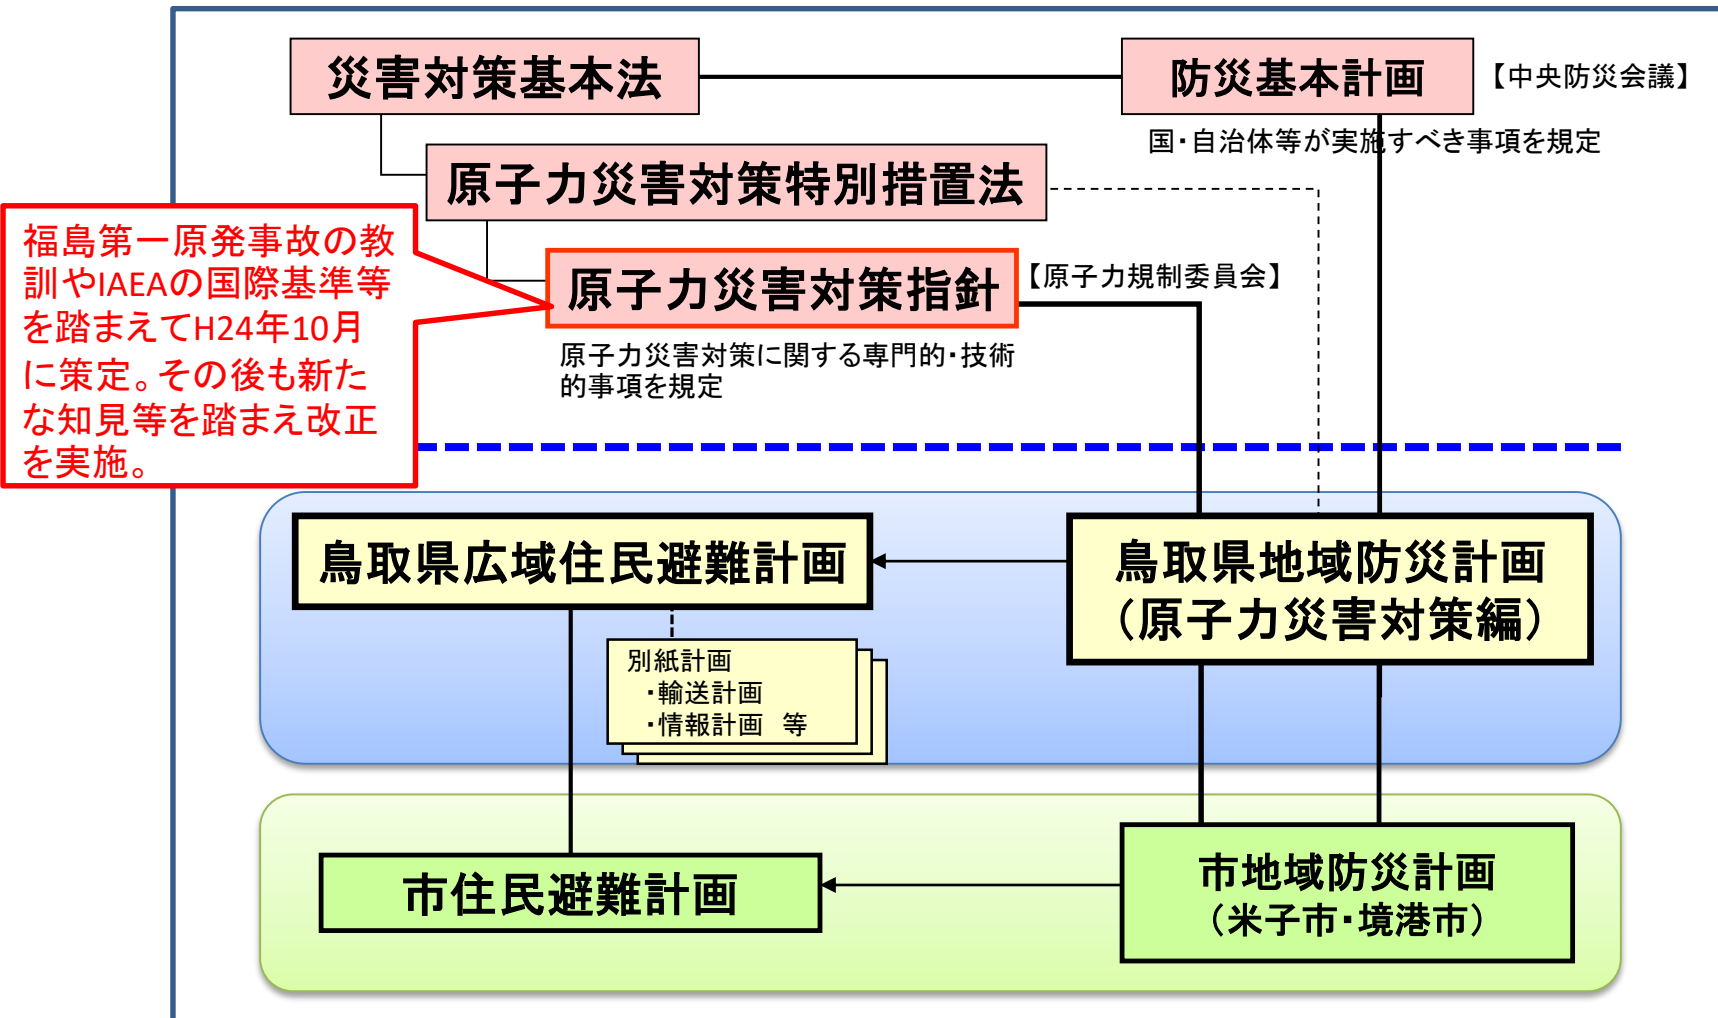 災害対策基本法
防災基本計画
【中央防災会議】
国・自治体等が実施すべき事項を規定
原子力災害対策特別措置法
福島第一原発事故の教
訓やIAEAの国際基準等
を踏まえてH24年10月
に策定。その後も新た
な知見等を踏まえ改正
を実施。
原子力災害対策指針
【原子力規制委員会】
原子力災害対策に関する専門的・技術
的事項を規定
鳥取県広域住民避難計画
鳥取県地域防災計画
（原子力災害対策編）
別紙計画
・輸送計画
・情報計画　等
市住民避難計画
市地域防災計画
（米子市・境港市）